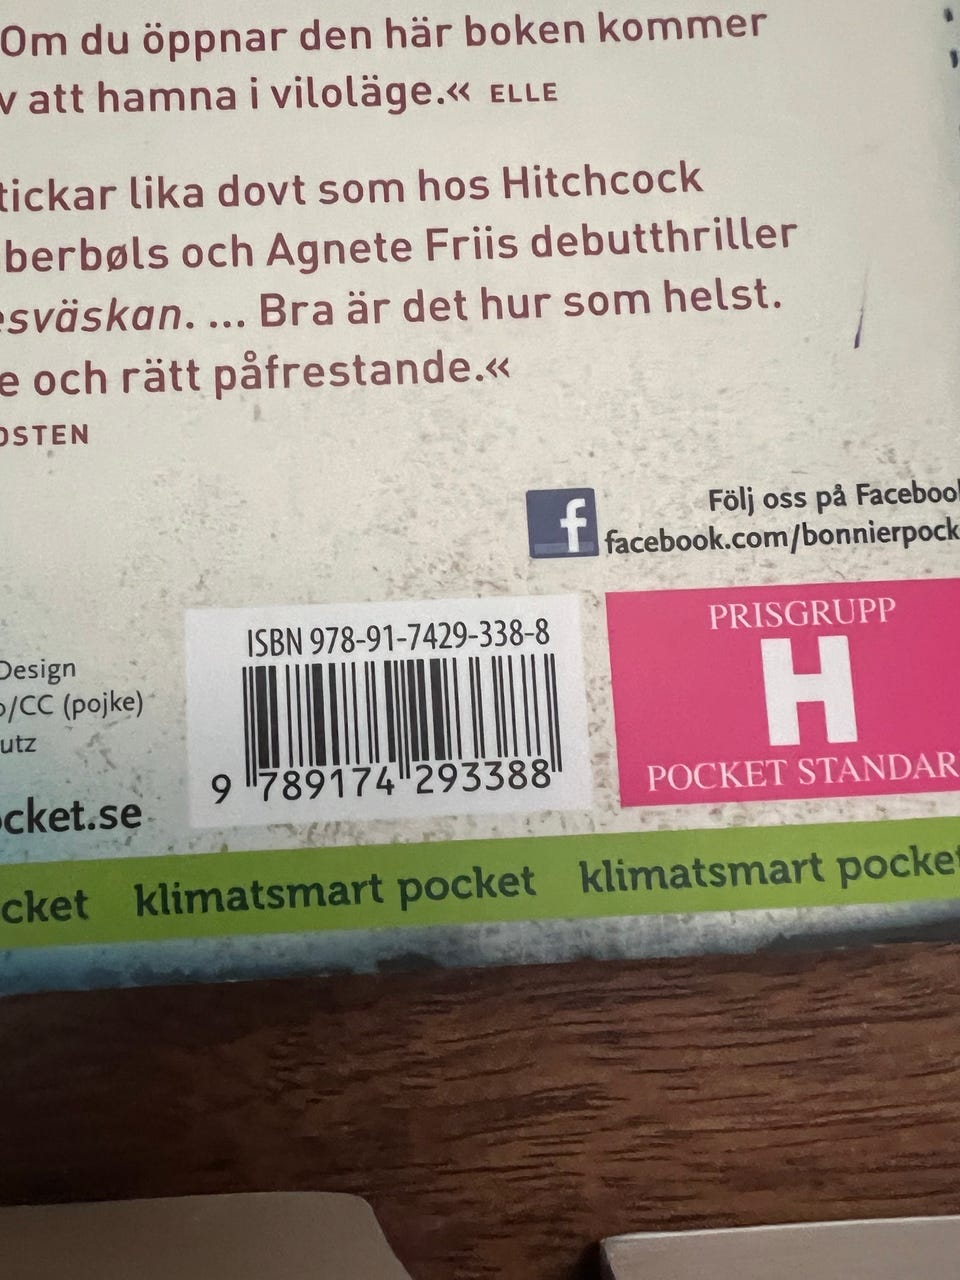 Om du öppnar den här boken kommer
v att hamna i viloläge.« ELLE
tickar lika dovt som hos Hitchcock
berbøls och Agnete Friis debutthriller
esväskan. ... Bra är det hur som helst.
e och rätt påfrestande.«
OSTEN
Följ oss på Faceboo
facebook.com/bonnierpock
ISBN 978-91-7429-338-8
9 789174 293388
PRISGRUPP
H
POCKET STANDAR
Design
o/CC (pojke)
utz
ocket.se
cket klimatsmart pocket klimatsmart pocket